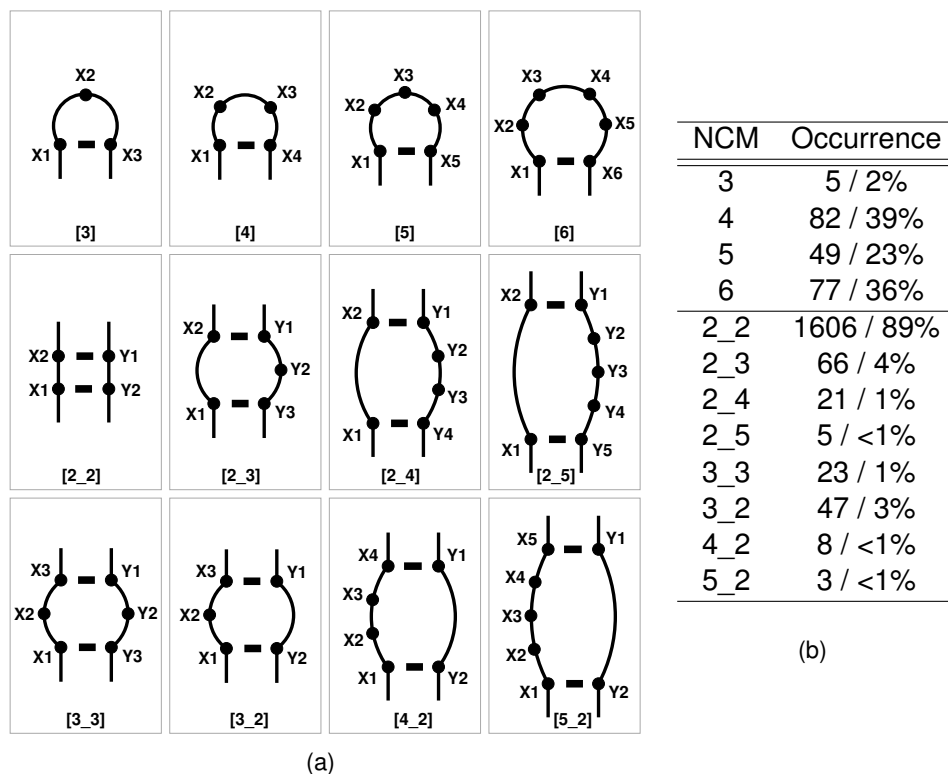 X2
X1 X3
[3]
X2 X3
X1 X4
[4]
X3
X2 X4
X1 X5
[5]
X3 X4
X2 X5
X1 X6
[6]
X2 Y1
X1 Y2
[2_2]
X2 Y1
Y2
X1 Y3
[2_3]
X2 Y1
Y2
Y3
X1 Y4
[2_4]
X2 Y1
Y2
Y3
Y4
X1 Y5
[2_5]
X3 Y1
X2 Y2
X1 Y3
[3_3]
X3 Y1
X2
X1 Y2
[3_2]
X4 Y1
X3
X2
X1 Y2
[4_2]
X5 Y1
X4
X3
X2
X1 Y2
[5_2]
(a)
NCM Occurrence
3 5 / 2%
4 82 / 39%
5 49 / 23%
6 77 / 36%
2_2 1606 / 89%
2_3 66 / 4%
2_4 21 / 1%
2_5 5 / <1%
3_3 23 / 1%
3_2 47 / 3%
4_2 8 / <1%
5_2 3 / <1%
(b)